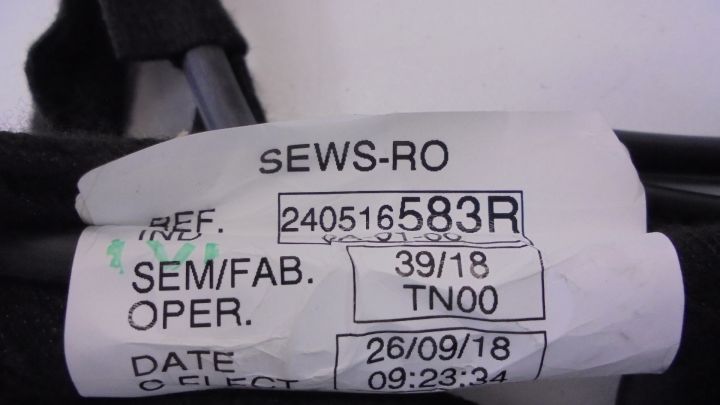 SEWS-RO
REF. 240516583R
SEM/FAB. 39/18
OPER. TN00
DATE 26/09/18
09:23:34